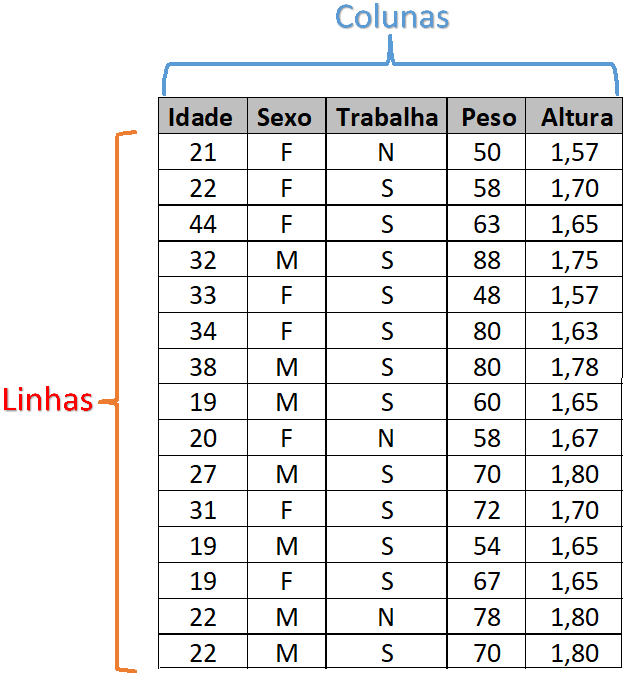 Colunas
Idade Sexo Trabalha Peso Altura
21 F N 50 1,57
22 F S 58 1,70
44 F S 63 1,65
32 M S 88 1,75
33 F S 48 1,57
34 F S 80 1,63
38 M S 80 1,78
Linhas
19 M S 60 1,65
20 F N 58 1,67
27 M S 70 1,80
31 F S 72 1,70
19 M S 54 1,65
19 F S 67 1,65
22 M N 78 1,80
22 M S 70 1,80